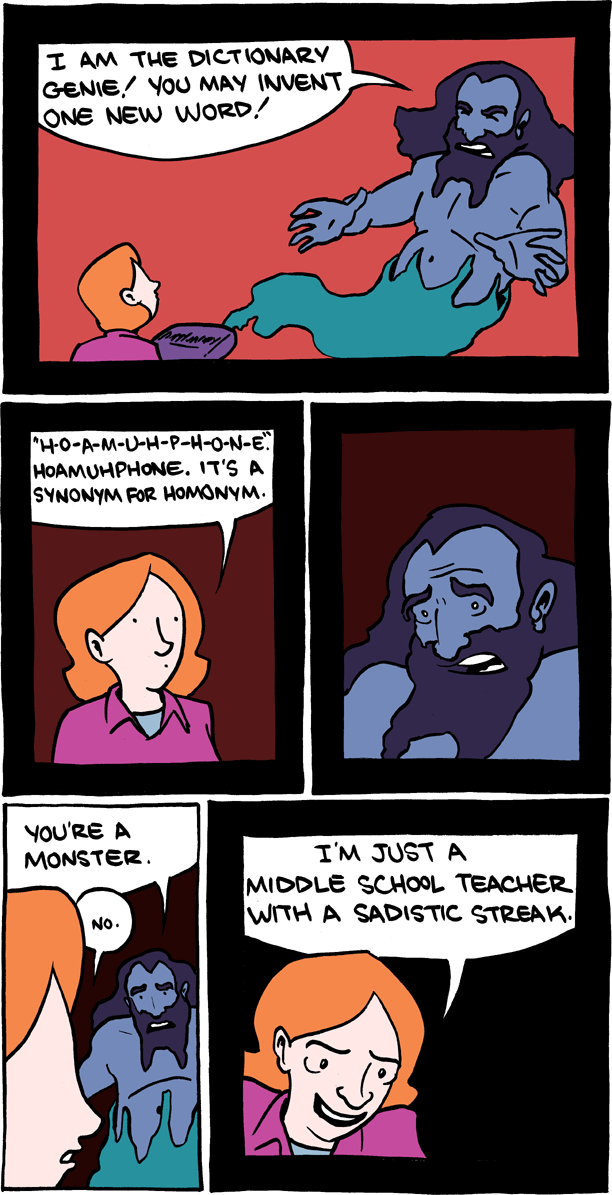 I AM THE DICTIONARY
GENIE! YOU MAY INVENT
ONE NEW WORD!
"H-O-A-M-U-H-P-H-O-N-E".
HOAMUHPHONE. IT'S A
SYNONYM FOR HOMONYM.
YOU'RE A
MONSTER.
NO.
I'M JUST A
MIDDLE SCHOOL TEACHER
WITH A SADISTIC STREAK.